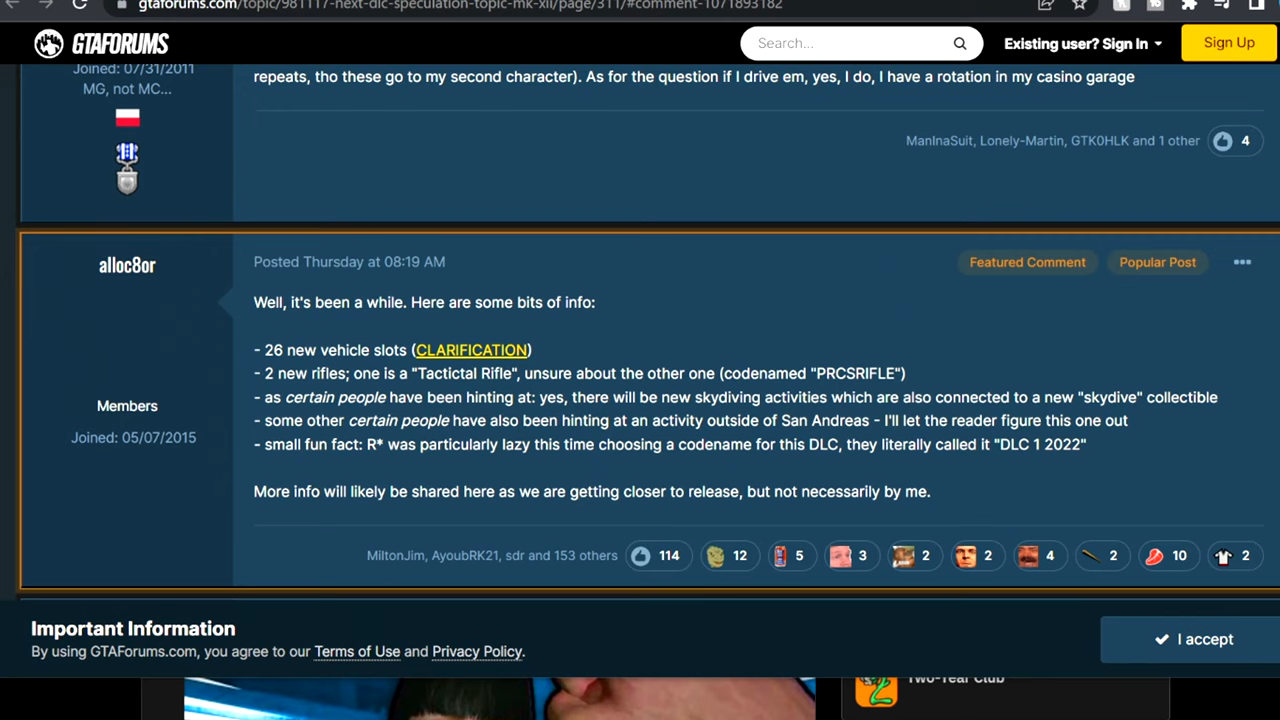 gtaforums.com/topic/981117-next-dlc-speculation-topic-mk-xii/page/311/#comment-1071893182
GTAFORUMS
Search...
Existing user? Sign In
Sign Up
Joined: 07/31/2011
MG, not MC...
repeats, tho these go to my second character). As for the question if I drive em, yes, I do, I have a rotation in my casino garage
ManInaSuit, Lonely-Martin, GTK0HLK and 1 other
4
alloc8or
Members
Joined: 05/07/2015
Posted Thursday at 08:19 AM
Featured Comment
Popular Post
Well, it's been a while. Here are some bits of info:
- 26 new vehicle slots (CLARIFICATION)
- 2 new rifles; one is a "Tactictal Rifle", unsure about the other one (codenamed "PRCSRIFLE")
- as certain people have been hinting at: yes, there will be new skydiving activities which are also connected to a new "skydive" collectible
- some other certain people have also been hinting at an activity outside of San Andreas - I'll let the reader figure this one out
- small fun fact: R* was particularly lazy this time choosing a codename for this DLC, they literally called it "DLC 1 2022"
More info will likely be shared here as we are getting closer to release, but not necessarily by me.
MiltonJim, AyoubRK21, sdr and 153 others
114
12
5
3
2
2
4
2
10
2
Important Information
By using GTAForums.com, you agree to our Terms of Use and Privacy Policy.
I accept
Two-Year Club